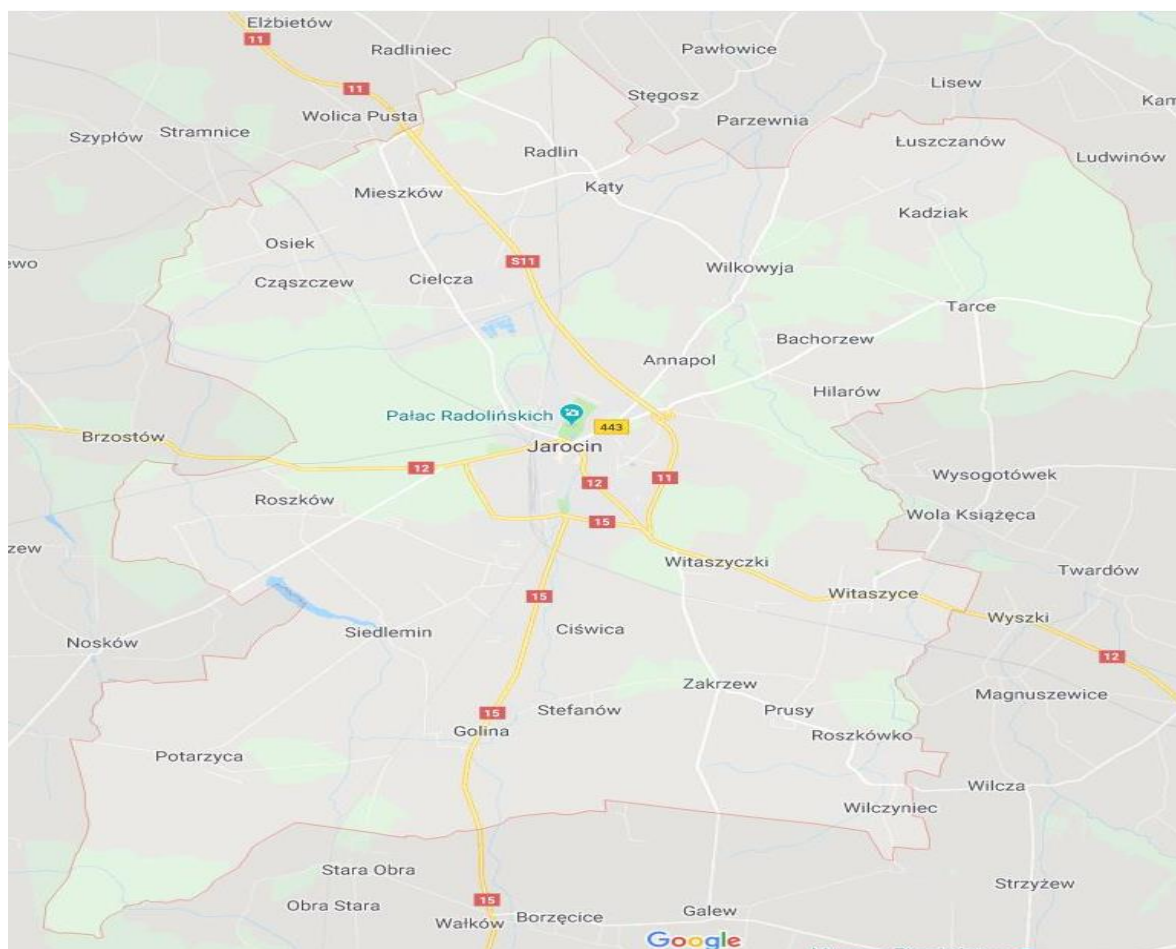 Elżbietów
11
Radliniec
Pawłowice
Lisew
11
Stęgosz
Kam
Wolica Pusta
Parzewnia
Szypłów
Stramnice
Radlin
Łuszczanów
Ludwinów
Mieszków
Kąty
Kadziak
Osiek
ewo
S11
Wilkowyja
Cząszczew
Cielcza
Tarce
Bachorzew
Annapol
Hilarów
Pałac Radolińskich
443
Brzostów
Jarocin
12
Wysogotówek
11
12
Roszków
Wola Książęca
15
zew
Witaszyczki
Twardów
Witaszyce
15
Wyszki
Siedlemin
Ciświca
Nosków
12
Zakrzew
Magnuszewice
15
Stefanów
Prusy
Golina
Roszkówko
Potarzyca
Wilcza
Wilczyniec
Stara Obra
Strzyżew
15
Obra Stara
Wałków
Borzęcice
Galew
Google